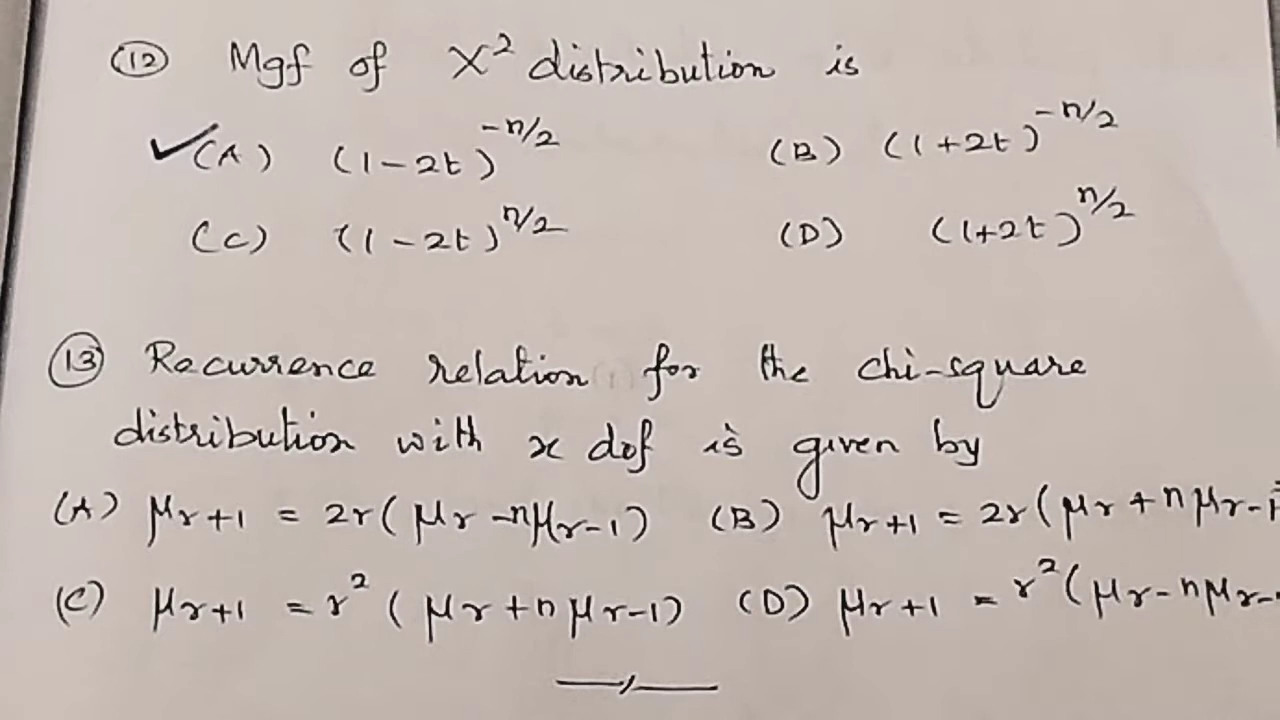 (12) Mgf of X² distribution is
✓(A) (1-2t)^{-n/2} (B) (1+2t)^{-n/2}
(C) (1-2t)^{n/2} (D) (1+2t)^{n/2}
(13) Recurrence relation for the chi-square
distribution with x dof is given by
(A) μr+1 = 2r(μr -nμr-1) (B) μr+1 = 2r(μr + nμr-1
(C) μr+1 = r²(μr+nμr-1) (D) μr+1 = r²(μr-nμr-